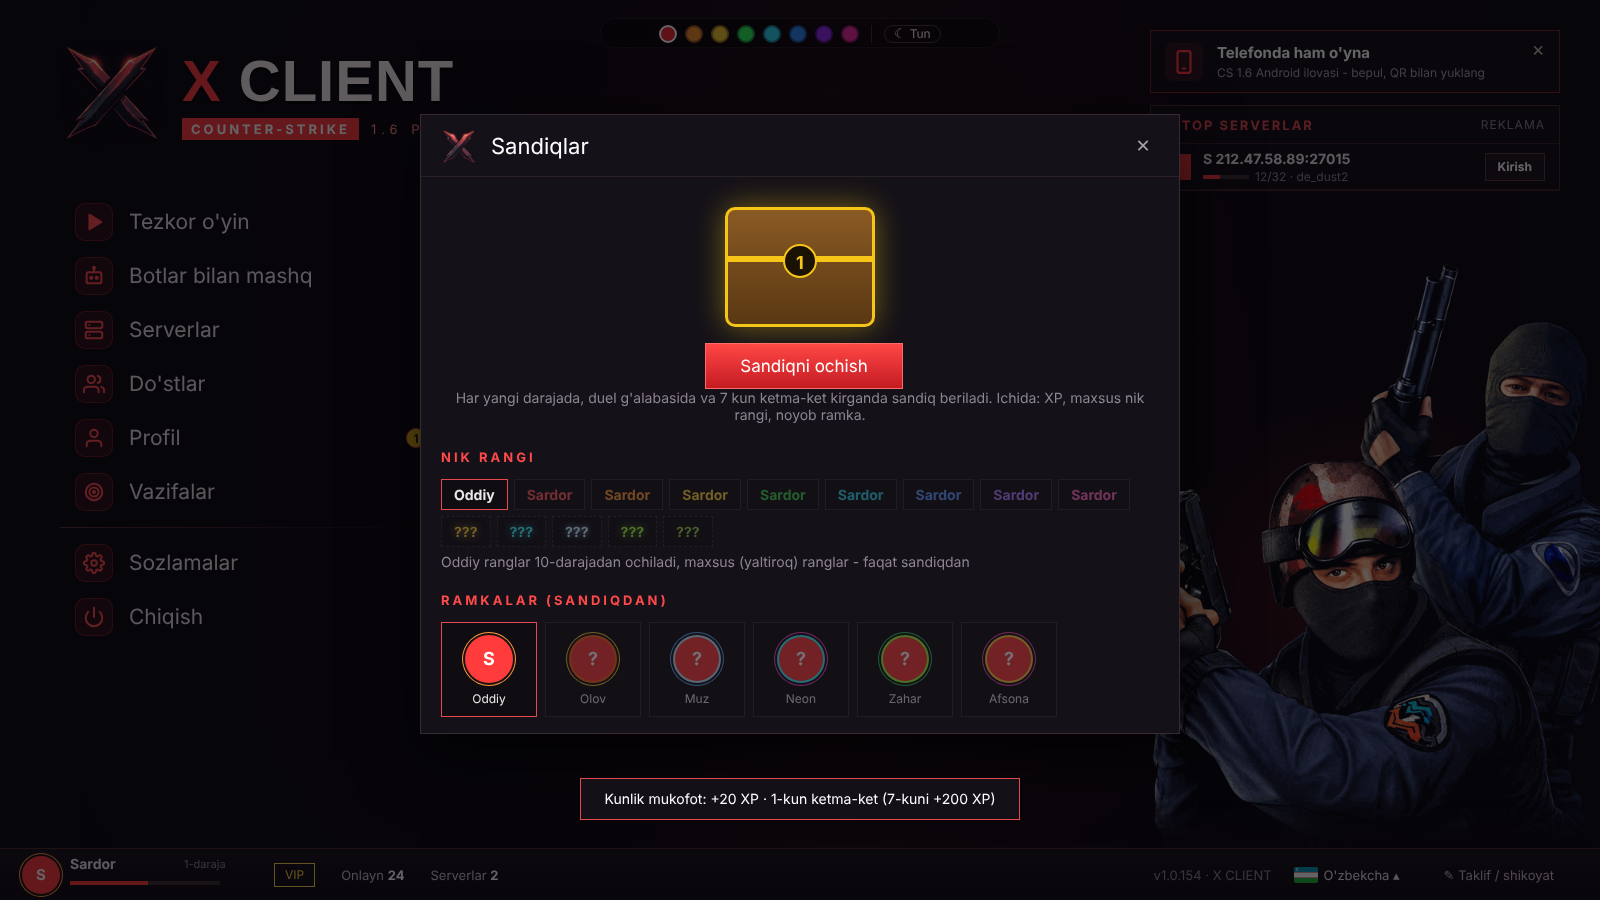 ☾ Tun
X CLIENT
COUNTER-STRIKE 1.6 P
Telefonda ham o'yna
CS 1.6 Android ilovasi - bepul, QR bilan yuklang
TOP SERVERLAR
REKLAMA
S 212.47.58.89:27015
12/32 · de_dust2
Kirish
Tezkor o'yin
Botlar bilan mashq
Serverlar
Do'stlar
Profil
1
Vazifalar
Sozlamalar
Chiqish
Sandiqlar
1
Sandiqni ochish
Har yangi darajada, duel g'alabasida va 7 kun ketma-ket kirganda sandiq beriladi. Ichida: XP, maxsus nik
rangi, noyob ramka.
NIK RANGI
Oddiy Sardor Sardor Sardor Sardor Sardor Sardor Sardor Sardor
??? ??? ??? ??? ???
Oddiy ranglar 10-darajadan ochiladi, maxsus (yaltiroq) ranglar - faqat sandiqdan
RAMKALAR (SANDIQDAN)
S ? ? ? ? ?
Oddiy Olov Muz Neon Zahar Afsona
Kunlik mukofot: +20 XP · 1-kun ketma-ket (7-kuni +200 XP)
S
Sardor
1-daraja
VIP
Onlayn 24
Serverlar 2
v1.0.154 · X CLIENT
O'zbekcha ▴
✎ Taklif / shikoyat